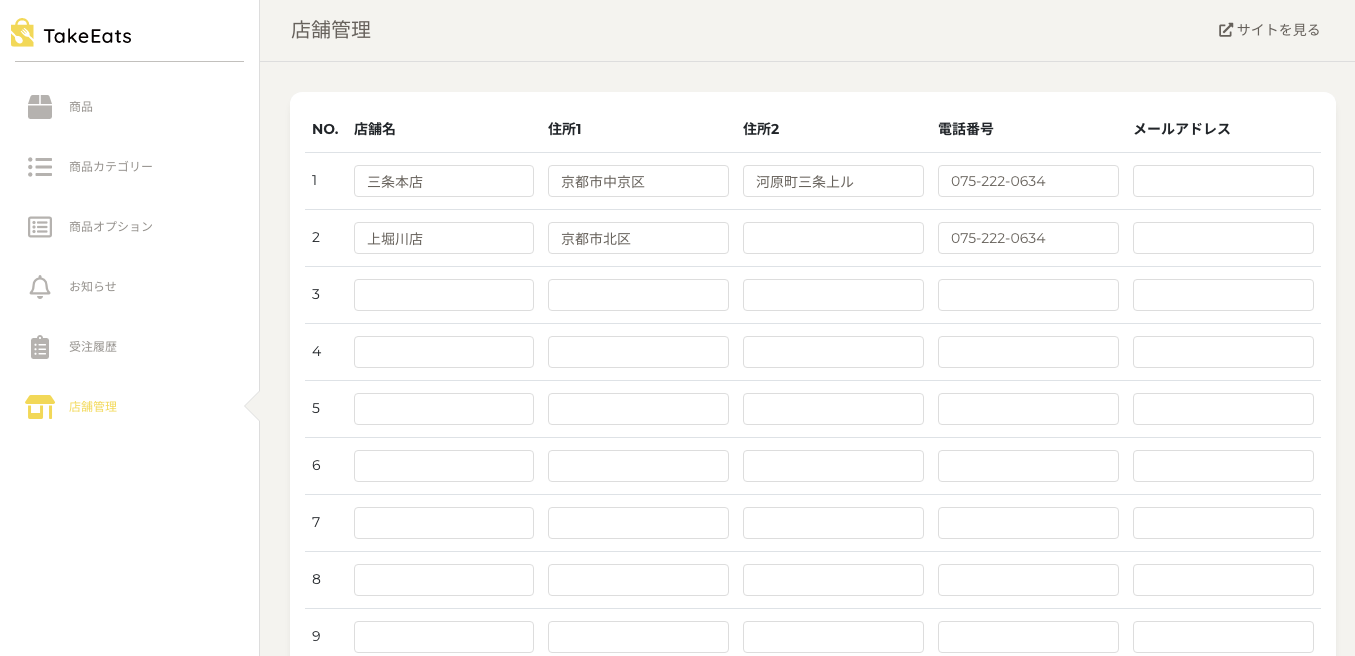 TakeEats
商品
商品カテゴリー
商品オプション
お知らせ
受注履歴
店舗管理
店舗管理
サイトを見る
NO. 店舗名 住所1 住所2 電話番号 メールアドレス
1 三条本店 京都市中京区 河原町三条上ル 075-222-0634
2 上堀川店 京都市北区 075-222-0634
3
4
5
6
7
8
9